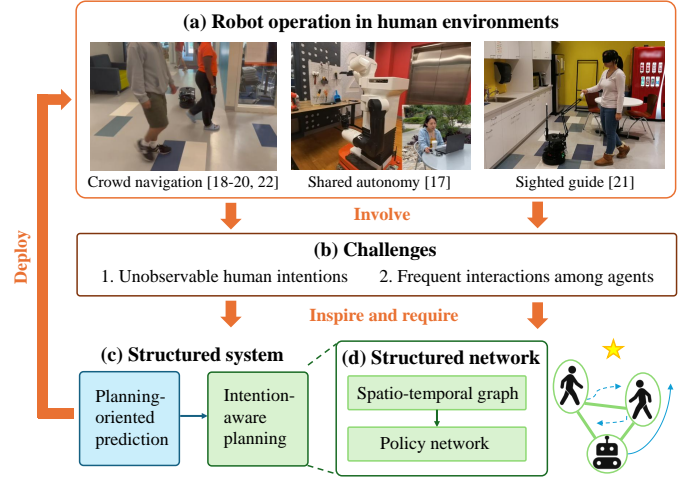 (a) Robot operation in human environments
Crowd navigation [18-20, 22]
Shared autonomy [17]
Sighted guide [21]
Involve
Deploy
(b) Challenges
1. Unobservable human intentions
2. Frequent interactions among agents
Inspire and require
(c) Structured system
(d) Structured network
Planning-
oriented
prediction
Intention-
aware
planning
Spatio-temporal graph
Policy network